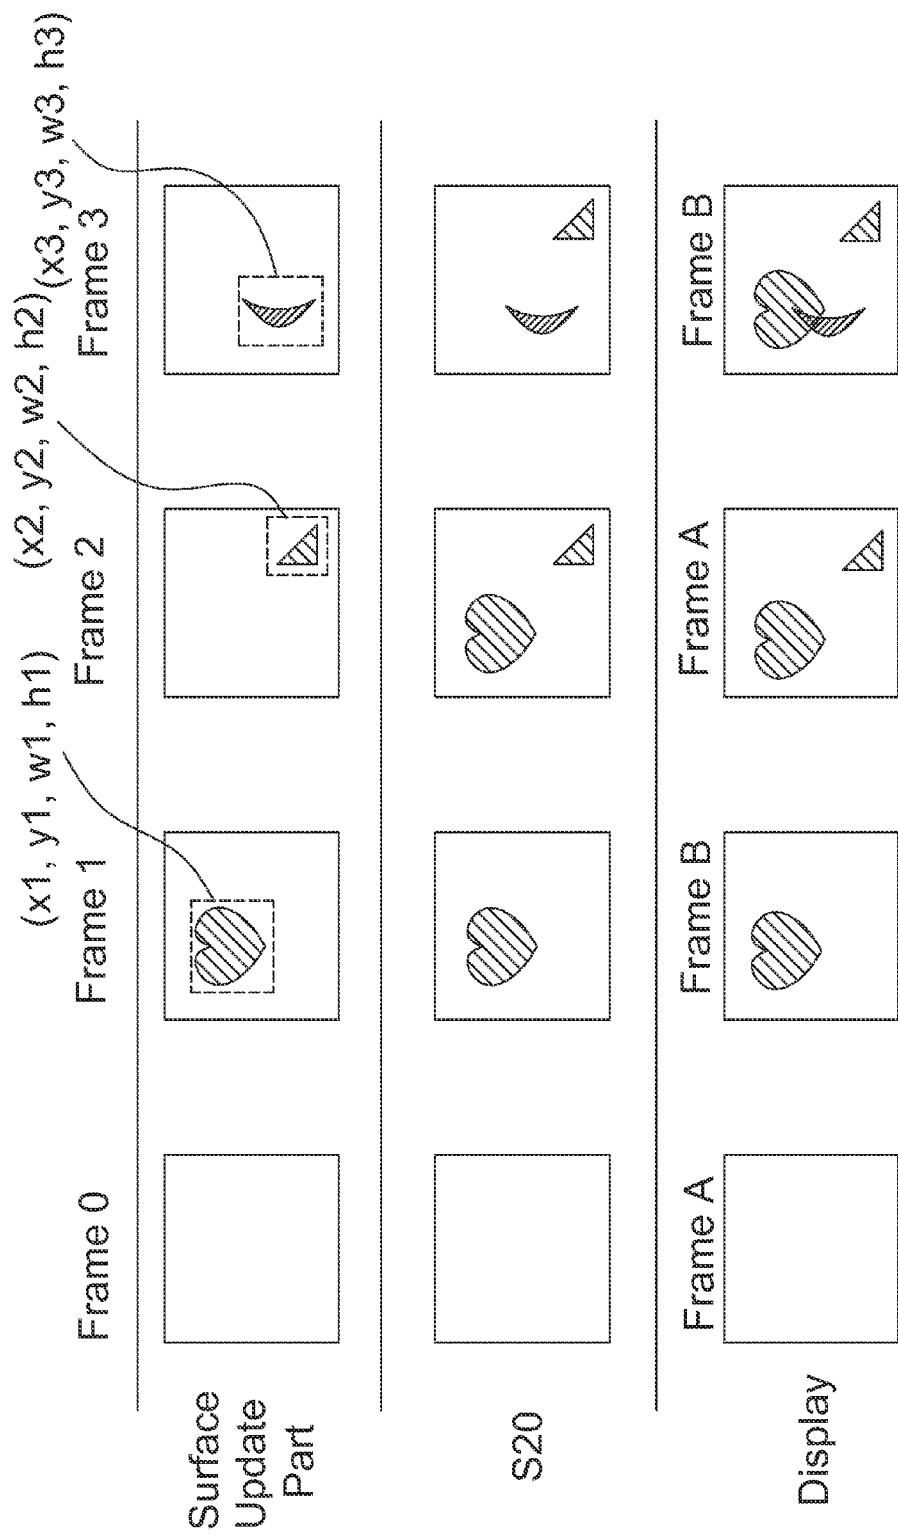 (x1, y1, w1, h1)
(x2, y2, w2, h2)
(x3, y3, w3, h3)
Frame 0
Frame 1
Frame 2
Frame 3
Surface
Update
Part
S20
Frame A
Frame B
Frame A
Frame B
Display